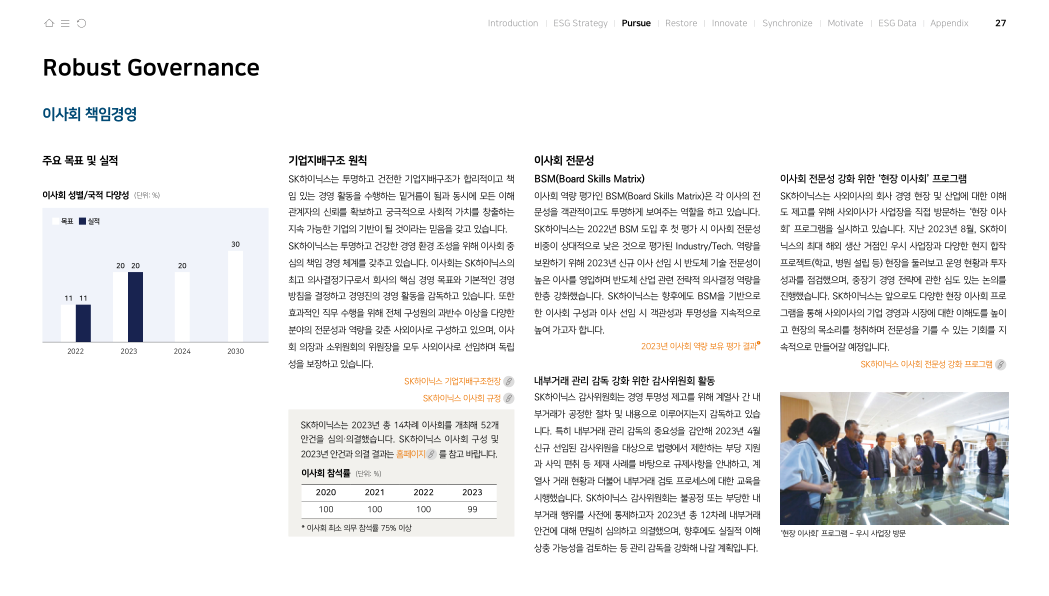 Introduction | ESG Strategy | Pursue | Restore | Innovate | Synchronize | Motivate | ESG Data | Appendix 27
Robust Governance
이사회 책임경영
주요 목표 및 실적
이사회 성별/국적 다양성 (단위: %)
목표 실적
11 11 20 20 20 30
2022 2023 2024 2030
기업지배구조 원칙
SK하이닉스는 투명하고 건전한 기업지배구조가 합리적이고 책
임 있는 경영 활동을 수행하는 밑거름이 됨과 동시에 모든 이해
관계자의 신뢰를 확보하고 궁극적으로 사회적 가치를 창출하는
지속 가능한 기업의 기반이 될 것이라는 믿음을 갖고 있습니다.
SK하이닉스는 투명하고 건강한 경영 환경 조성을 위해 이사회 중
심의 책임 경영 체계를 갖추고 있습니다. 이사회는 SK하이닉스의
최고 의사결정기구로서 회사의 핵심 경영 목표와 기본적인 경영
방침을 결정하고 경영진의 경영 활동을 감독하고 있습니다. 또한
효과적인 직무 수행을 위해 전체 구성원의 과반수 이상을 다양한
분야의 전문성과 역량을 갖춘 사외이사로 구성하고 있으며, 이사
회 의장과 소위원회의 위원장을 모두 사외이사로 선임하며 독립
성을 보장하고 있습니다.
SK하이닉스 기업지배구조현장
SK하이닉스 이사회 규정
SK하이닉스는 2023년 총 14차례 이사회를 개최해 52개
안건을 심의·의결했습니다. SK하이닉스 이사회 구성 및
2023년 안건과 의결 결과는 홈페이지 를 참고 바랍니다.
이사회 참석률 (단위: %)
2020 2021 2022 2023
100 100 100 99
* 이사회 최소 의무 참석률 75% 이상
이사회 전문성
BSM(Board Skills Matrix)
이사회 역량 평가인 BSM(Board Skills Matrix)은 각 이사의 전
문성을 객관적이고도 투명하게 보여주는 역할을 하고 있습니다.
SK하이닉스는 2022년 BSM 도입 후 첫 평가 시 이사회 전문성
비중이 상대적으로 낮은 것으로 평가된 Industry/Tech. 역량을
보완하기 위해 2023년 신규 이사 선임 시 반도체 기술 전문성이
높은 이사를 영입하며 반도체 산업 관련 전략적 의사결정 역량을
한층 강화했습니다. SK하이닉스는 향후에도 BSM을 기반으로
한 이사회 구성과 이사 선임 시 객관성과 투명성을 지속적으로
높여 가고자 합니다.
2023년 이사회 역량 보유 평가 결과
내부거래 관리 감독 강화 위한 감사위원회 활동
SK하이닉스 감사위원회는 경영 투명성 제고를 위해 계열사 간 내
부거래가 공정한 절차 및 내용으로 이루어지는지 감독하고 있습
니다. 특히 내부거래 관리 감독의 중요성을 감안해 2023년 4월
신규 선임된 감사위원을 대상으로 법령에서 제한하는 부당 지원
과 사익 편취 등 제재 사례를 바탕으로 규제사항을 안내하고, 계
열사 거래 현황과 더불어 내부거래 검토 프로세스에 대한 교육을
시행했습니다. SK하이닉스 감사위원회는 불공정 또는 부당한 내
부거래 행위를 사전에 통제하고자 2023년 총 12차례 내부거래
안건에 대해 면밀히 심의하고 의결했으며, 향후에도 실질적 이해
상충 가능성을 검토하는 등 관리 감독을 강화해 나갈 계획입니다.
이사회 전문성 강화 위한 '현장 이사회' 프로그램
SK하이닉스는 사외이사의 회사 경영 현장 및 산업에 대한 이해
도 제고를 위해 사외이사가 사업장을 직접 방문하는 '현장 이사
회' 프로그램을 실시하고 있습니다. 지난 2023년 8월, SK하이
닉스의 최대 해외 생산 거점인 우시 사업장과 다양한 현지 합작
프로젝트(학교, 병원 설립 등) 현장을 둘러보고 운영 현황과 투자
성과를 점검했으며, 중장기 경영 전략에 관한 심도 있는 논의를
진행했습니다. SK하이닉스는 앞으로도 다양한 현장 이사회 프로
그램을 통해 사외이사의 기업 경영과 시장에 대한 이해도를 높이
고 현장의 목소리를 청취하며 전문성을 기를 수 있는 기회를 지
속적으로 만들어갈 예정입니다.
SK하이닉스 이사회 전문성 강화 프로그램
'현장 이사회' 프로그램 – 우시 사업장 방문